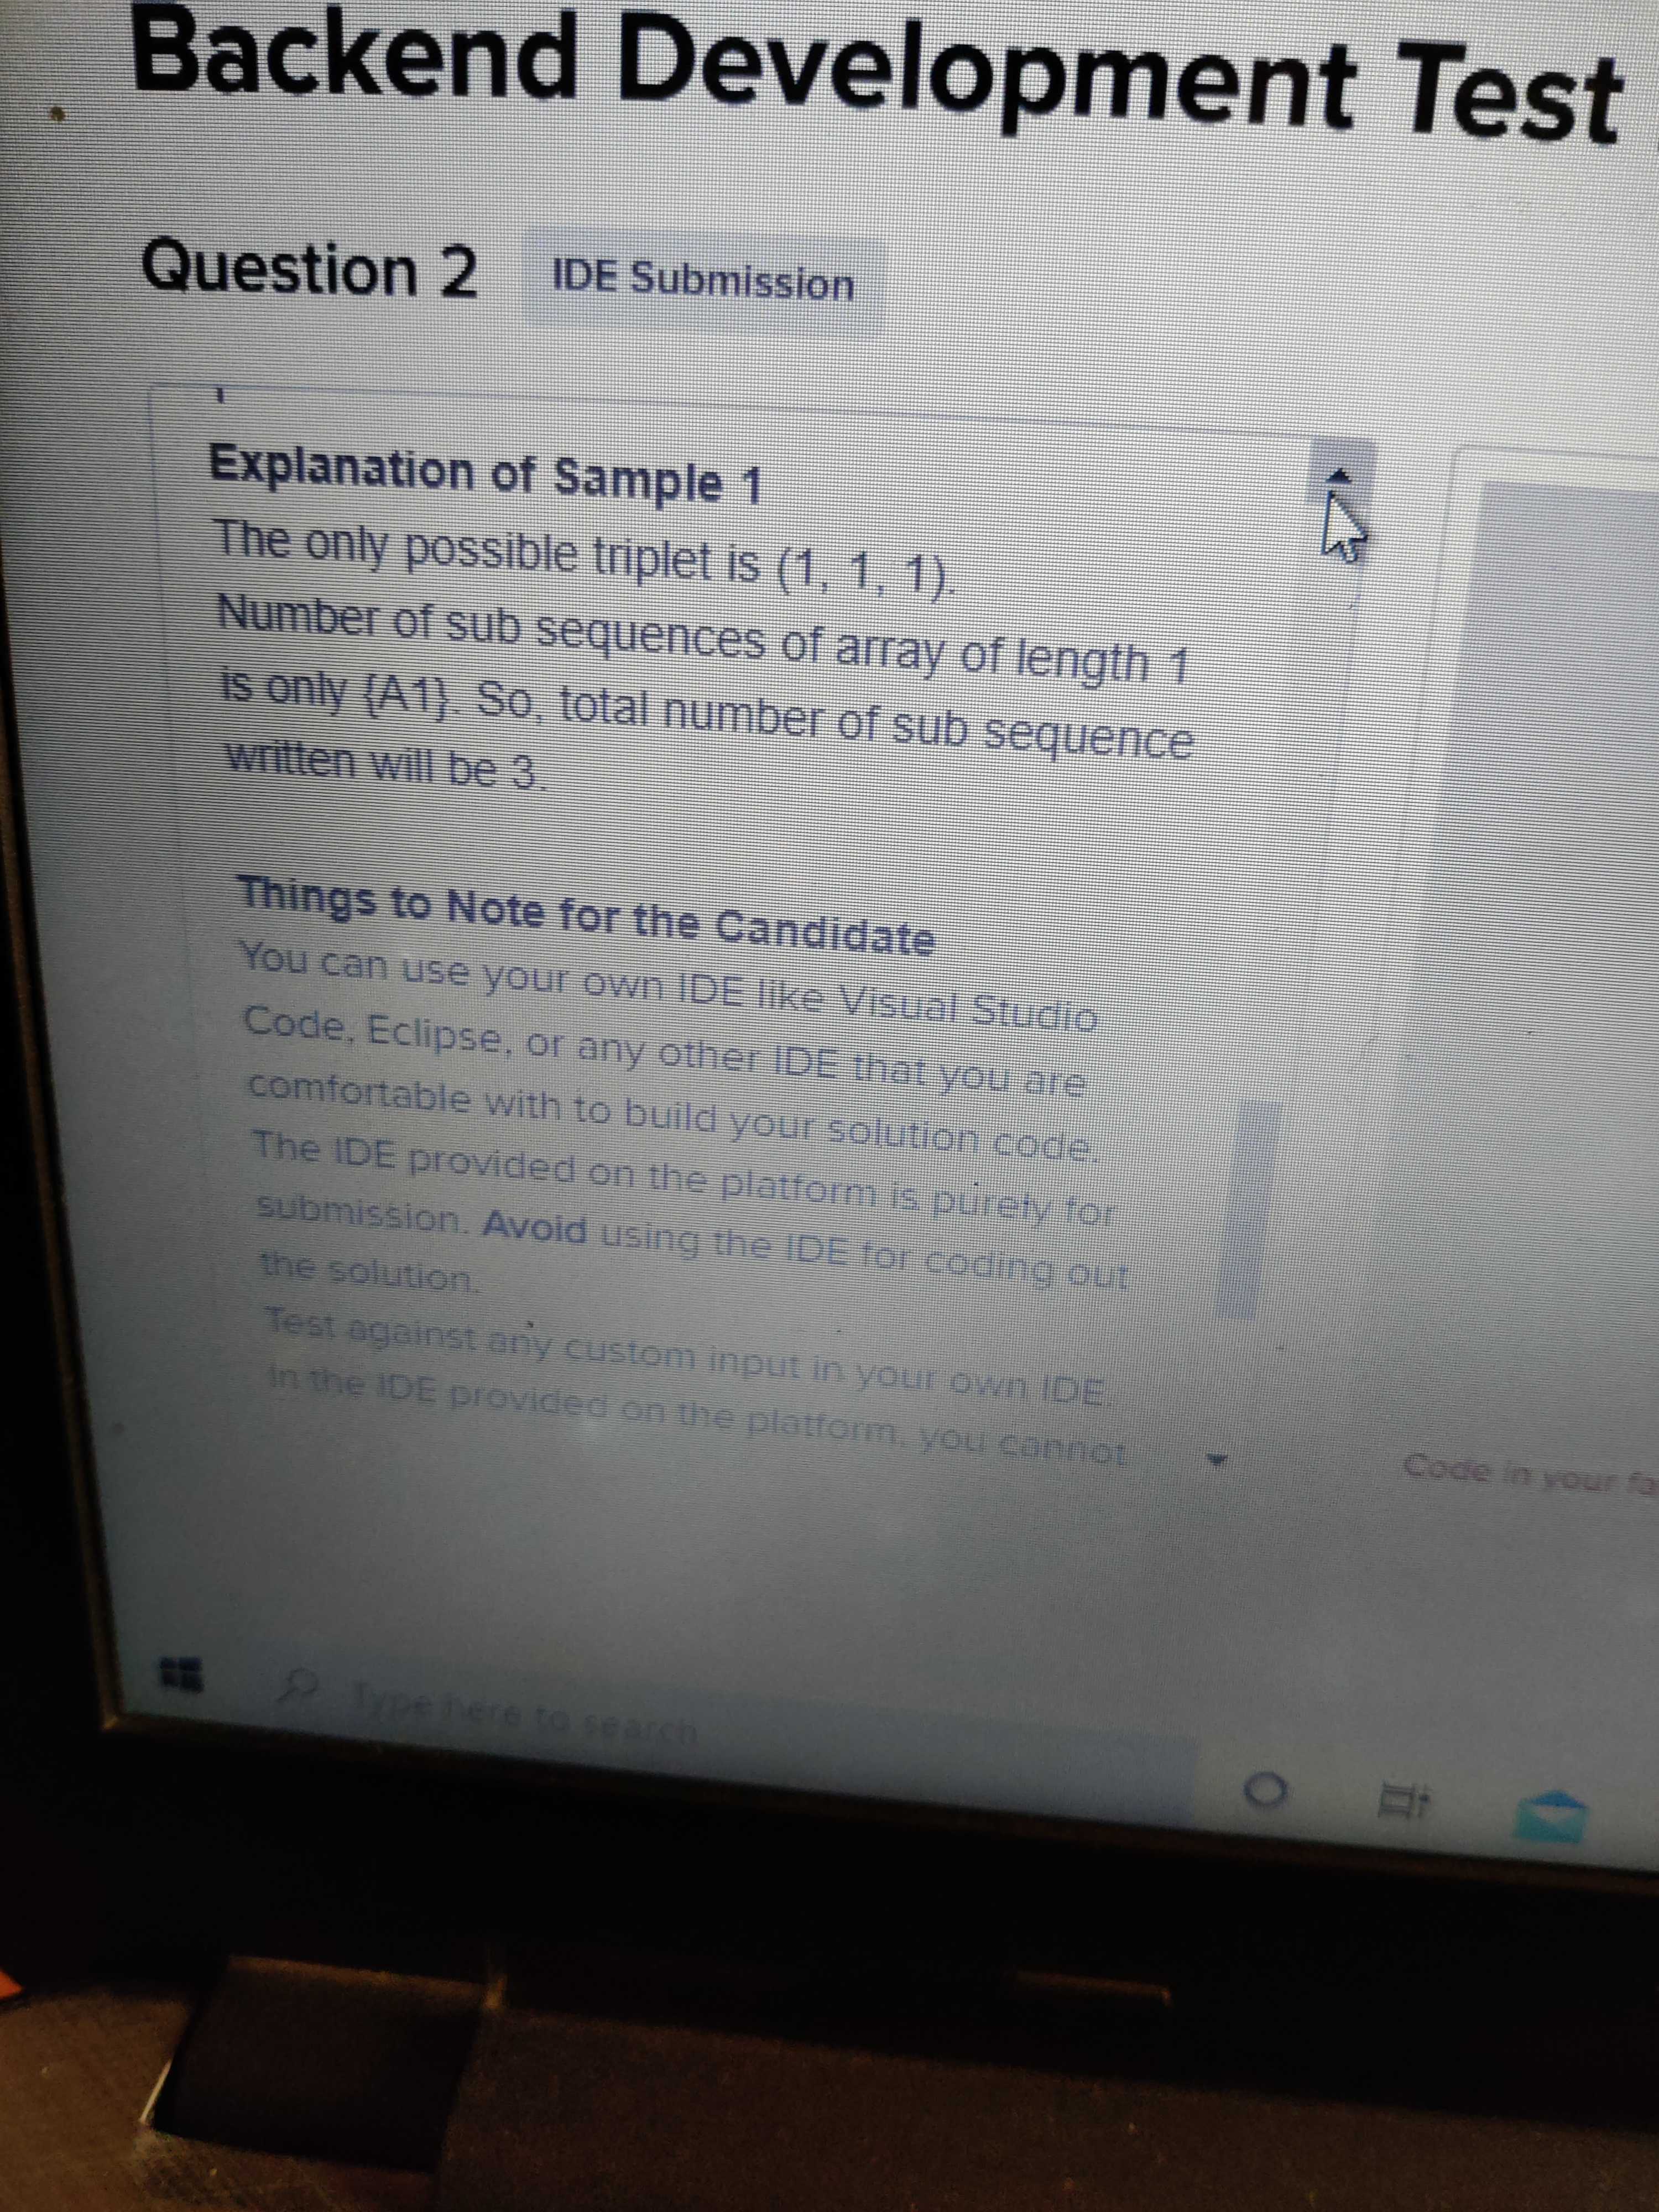 Backend Development Test
Question 2 IDE Submission
Explanation of Sample 1
The only possible triplet is (1, 1, 1).
Number of sub sequences of array of length 1
is only {A1}. So, total number of sub sequence
written will be 3.
Things to Note for the Candidate
You can use your own IDE like Visual Studio
Code, Eclipse, or any other IDE that you are
comfortable with to build your solution code.
The IDE provided on the platform is purely for
submission. Avoid using the IDE for coding out
the solution.
Test against any custom input in your own IDE.
In the IDE provided on the platform, you cannot
Code in your
Type here to search